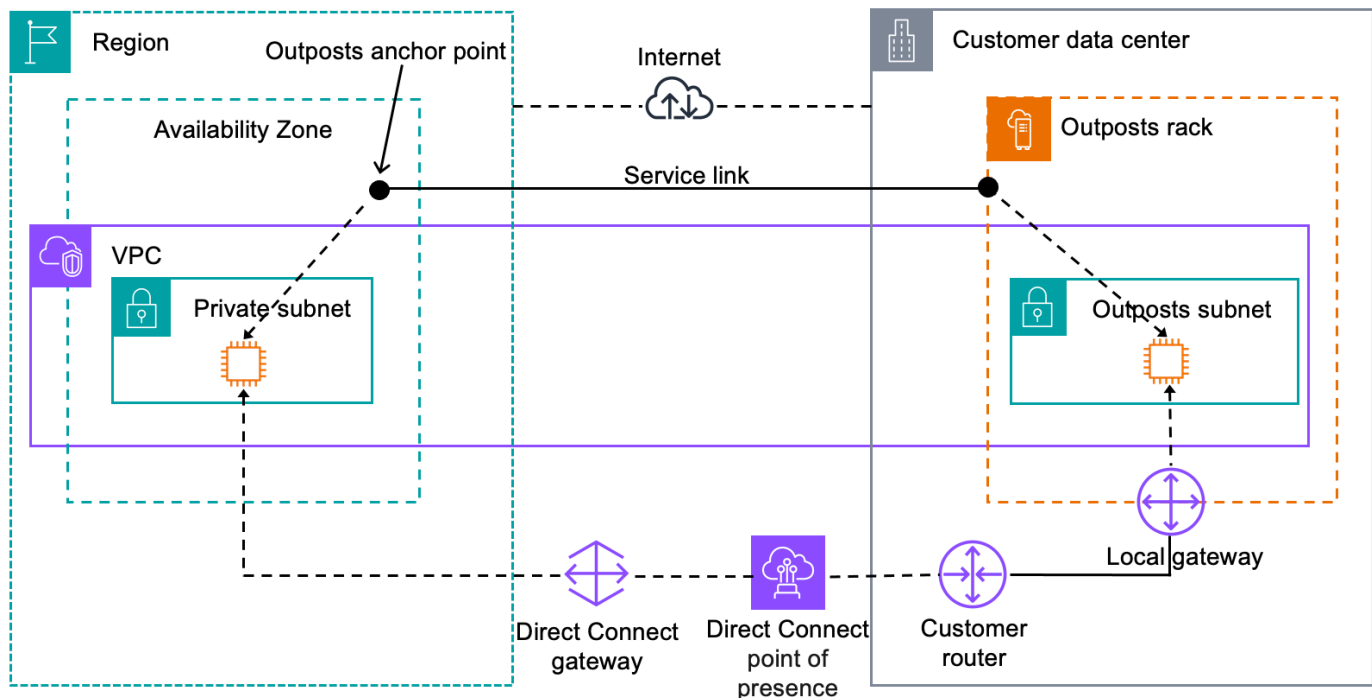 Region
Outposts anchor point
Internet
Customer data center
Availability Zone
Outposts rack
Service link
VPC
Private subnet
Outposts subnet
Local gateway
Direct Connect
gateway
Direct Connect
point of
presence
Customer
router